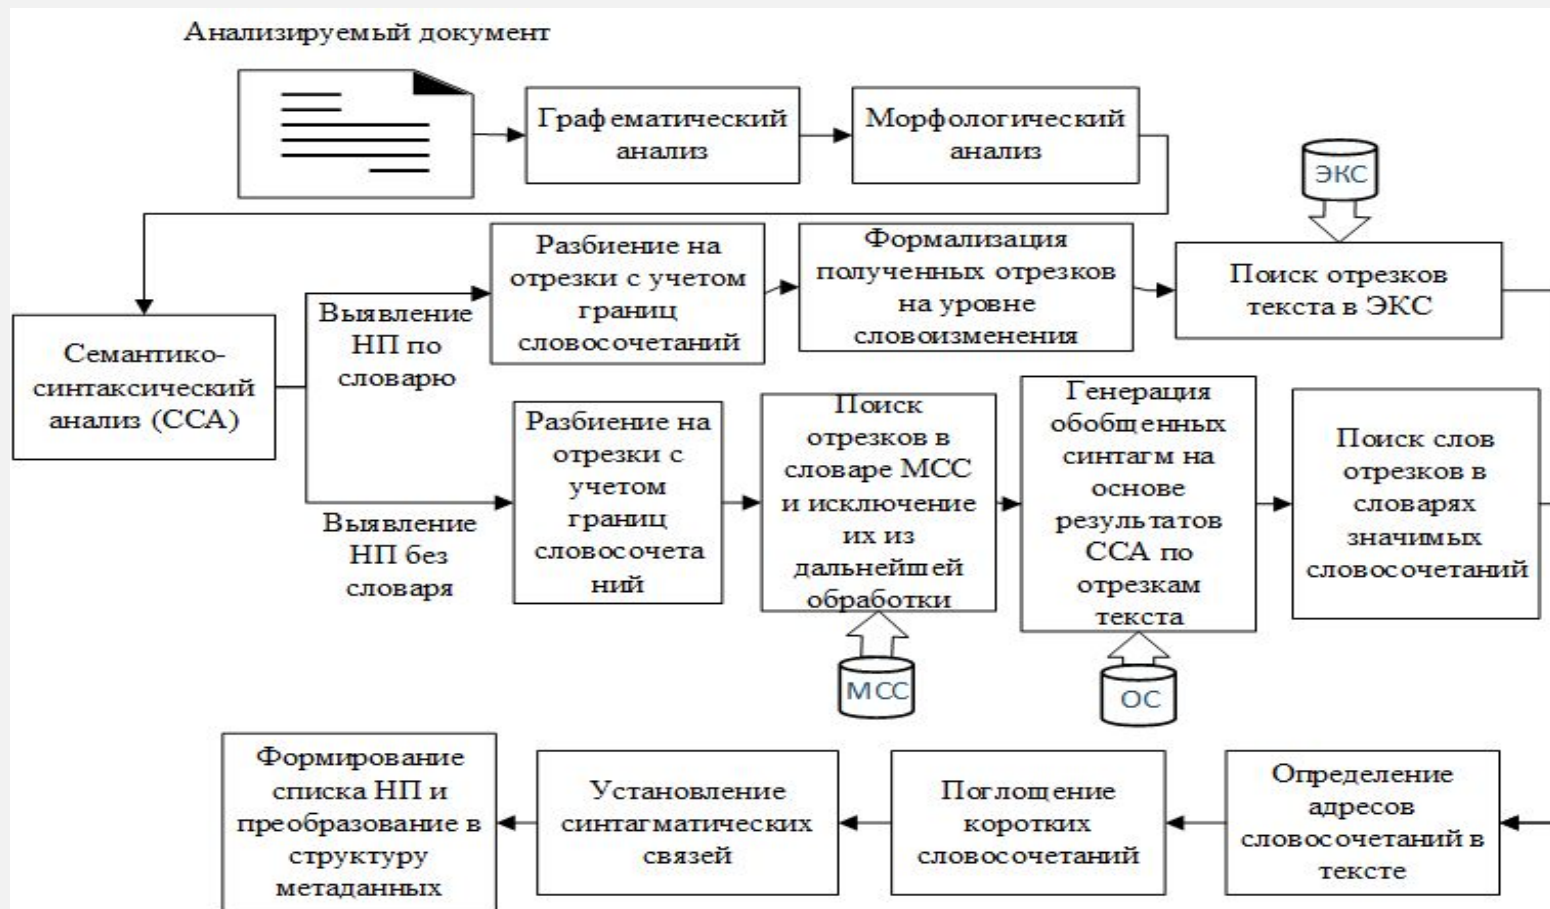 Анализируемый документ
Графематический
анализ
Морфологический
анализ
ЭКС
Семантико-
синтаксический
анализ (ССА)
Выявление
НП по
словарю
Разбиение на
отрезки с учетом
границ
словосочетаний
Формализация
полученных отрезков
на уровне
словоизменения
Поиск отрезков
текста в ЭКС
Выявление
НП без
словаря
Разбиение на
отрезки с
учетом
границ
словосочета
ний
Поиск
отрезков в
словаре МСС
и исключение
их из
дальнейшей
обработки
Генерация
обобщенных
синтагм на
основе
результатов
ССА по
отрезкам
текста
Поиск слов
отрезков в
словарях
значимых
словосочетаний
МСС
ОС
Формирование
списка НП и
преобразование в
структуру
метаданных
Установление
синтагматических
связей
Поглощение
коротких
словосочетаний
Определение
адресов
словосочетаний в
тексте